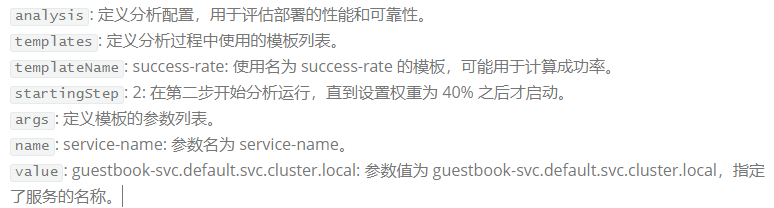 analysis: 定义分析配置，用于评估部署的性能和可靠性。
templates: 定义分析过程中使用的模板列表。
templateName: success-rate: 使用名为 success-rate 的模板，可能用于计算成功率。
startingStep: 2: 在第二步开始分析运行，直到设置权重为 40% 之后才启动。
args: 定义模板的参数列表。
name: service-name: 参数名为 service-name。
value: guestbook-svc.default.svc.cluster.local: 参数值为 guestbook-svc.default.svc.cluster.local，指定
了服务的名称。